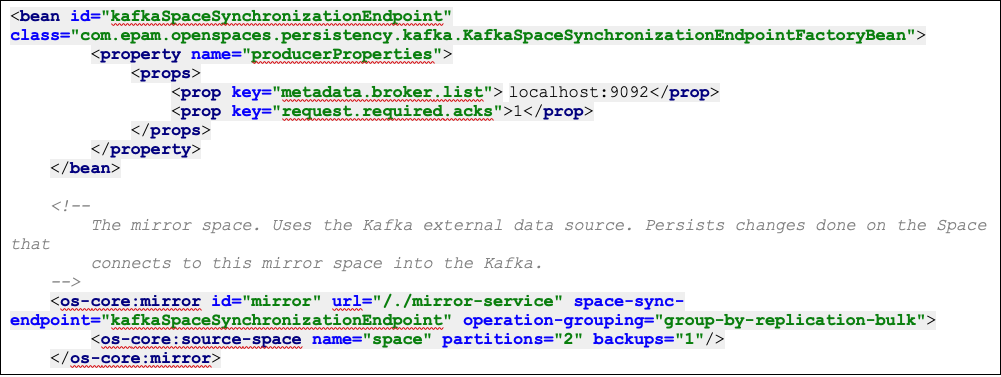 <bean id="kafkaSpaceSynchronizationEndpoint"
class="com.epam.openspaces.persistency.kafka.KafkaSpaceSynchronizationEndpointFactoryBean">
<property name="producerProperties">
<props>
<prop key="metadata.broker.list"> localhost:9092</prop>
<prop key="request.required.acks">1</prop>
</props>
</property>
</bean>
<!--
The mirror space. Uses the Kafka external data source. Persists changes done on the Space
that
connects to this mirror space into the Kafka.
-->
<os-core:mirror id="mirror" url="/./mirror-service" space-sync-
endpoint="kafkaSpaceSynchronizationEndpoint" operation-grouping="group-by-replication-bulk">
<os-core:source-space name="space" partitions="2" backups="1"/>
</os-core:mirror>